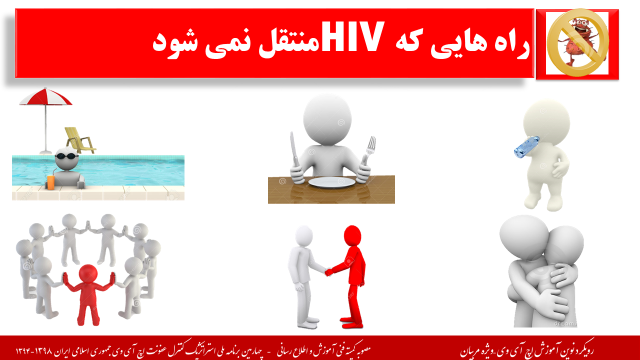 راه هایی که HIV منتقل نمی شود
رویکرد نوین آموزش اچ آی وی ویژه مربیان
مصوبه کمیته فنی آموزش و اطلاع رسانی - چهارمین برنامه ملی استراتژیک کنترل عفونت اچ آی وی جمهوری اسلامی ایران ۱۳۹۸-۱۳۹۴